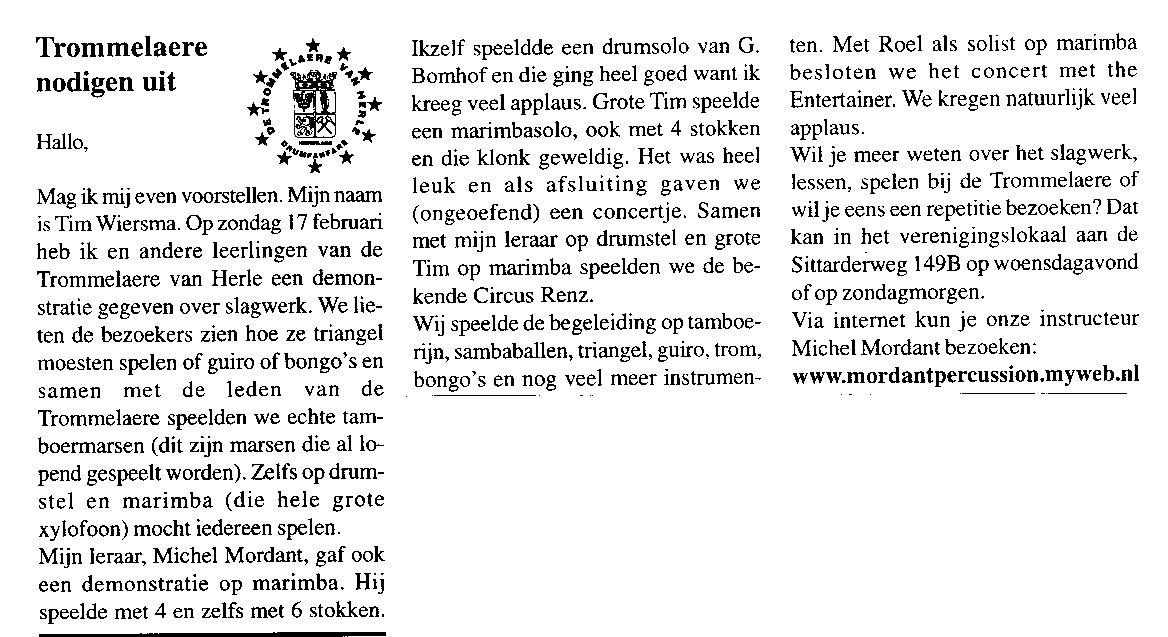 Trommelaere
nodigen uit
DE TROMMELAERE VAN HERLE
DRUMFANFARE
Hallo,
Mag ik mij even voorstellen. Mijn naam
is Tim Wiersma. Op zondag 17 februari
heb ik en andere leerlingen van de
Trommelaere van Herle een demon-
stratie gegeven over slagwerk. We lie-
ten de bezoekers zien hoe ze triangel
moesten spelen of guiro of bongo's en
samen met de leden van de
Trommelaere speelden we echte tam-
boermarsen (dit zijn marsen die al lo-
pend gespeelt worden). Zelfs op drum-
stel en marimba (die hele grote
xylofoon) mocht iedereen spelen.
Mijn leraar, Michel Mordant, gaf ook
een demonstratie op marimba. Hij
speelde met 4 en zelfs met 6 stokken.
Ikzelf speeldde een drumsolo van G.
Bomhof en die ging heel goed want ik
kreeg veel applaus. Grote Tim speelde
een marimbasolo, ook met 4 stokken
en die klonk geweldig. Het was heel
leuk en als afsluiting gaven we
(ongeoefend) een concertje. Samen
met mijn leraar op drumstel en grote
Tim op marimba speelden we de be-
kende Circus Renz.
Wij speelde de begeleiding op tamboe-
rijn, sambaballen, triangel, guiro, trom,
bongo's en nog veel meer instrumen-
ten. Met Roel als solist op marimba
besloten we het concert met the
Entertainer. We kregen natuurlijk veel
applaus.
Wil je meer weten over het slagwerk,
lessen, spelen bij de Trommelaere of
wil je eens een repetitie bezoeken? Dat
kan in het verenigingslokaal aan de
Sittarderweg 149B op woensdagavond
of op zondagmorgen.
Via internet kun je onze instructeur
Michel Mordant bezoeken:
www.mordantpercussion.myweb.nl